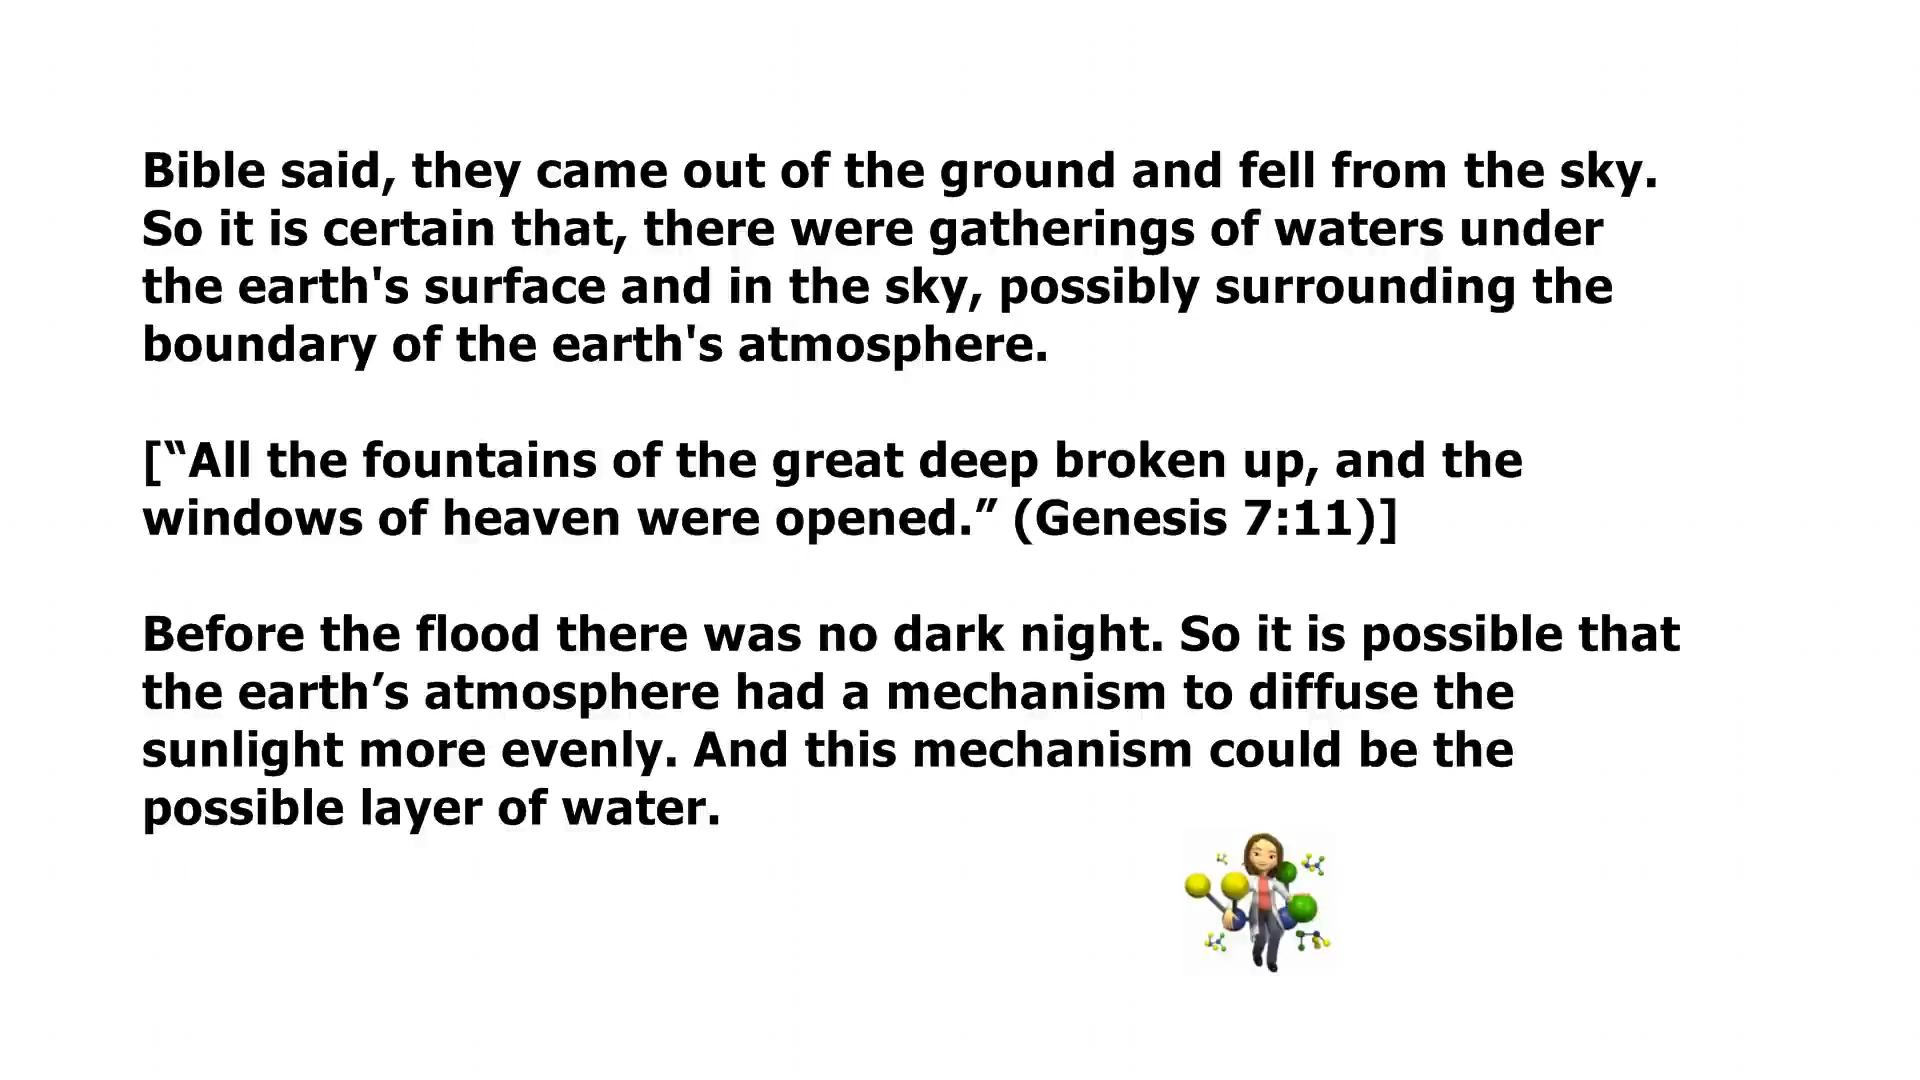 Bible said, they came out of the ground and fell from the sky.
So it is certain that, there were gatherings of waters under
the earth's surface and in the sky, possibly surrounding the
boundary of the earth's atmosphere.
[“All the fountains of the great deep broken up, and the
windows of heaven were opened.” (Genesis 7:11)]
Before the flood there was no dark night. So it is possible that
the earth’s atmosphere had a mechanism to diffuse the
sunlight more evenly. And this mechanism could be the
possible layer of water.